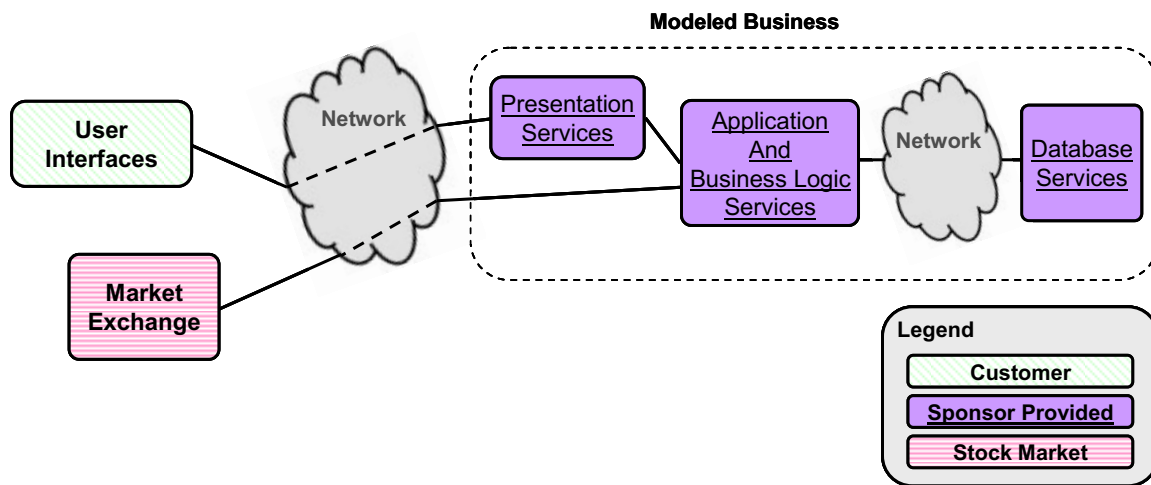 Modeled Business
User
Interfaces
Network
Presentation
Services
Application
And
Business Logic
Services
Network
Database
Services
Market
Exchange
Legend
Customer
Sponsor Provided
Stock Market